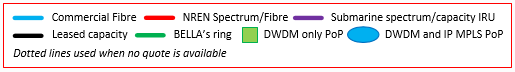 Commercial Fibre NREN Spectrum/Fibre Submarine spectrum/capacity IRU
Leased capacity BELLA's ring DWDM only PoP DWDM and IP MPLS PoP
Dotted lines used when no quote is available